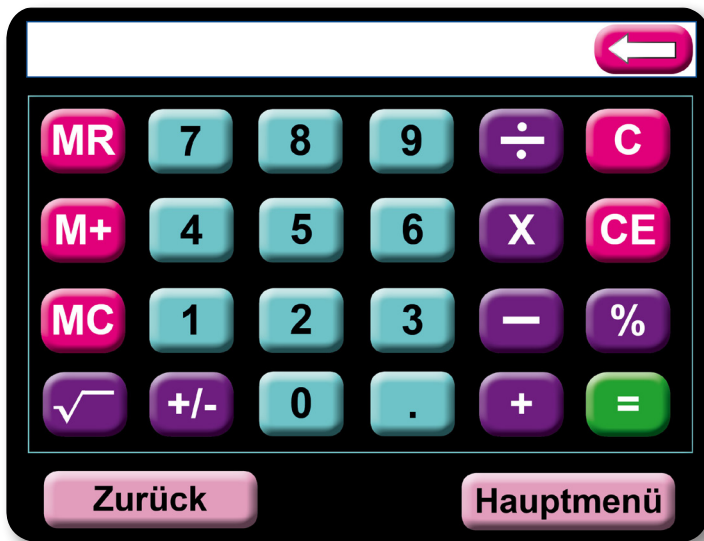 MR 7 8 9 ÷ C
M+ 4 5 6 X CE
MC 1 2 3 − %
√ +/- 0 . + =
Zurück Hauptmenü